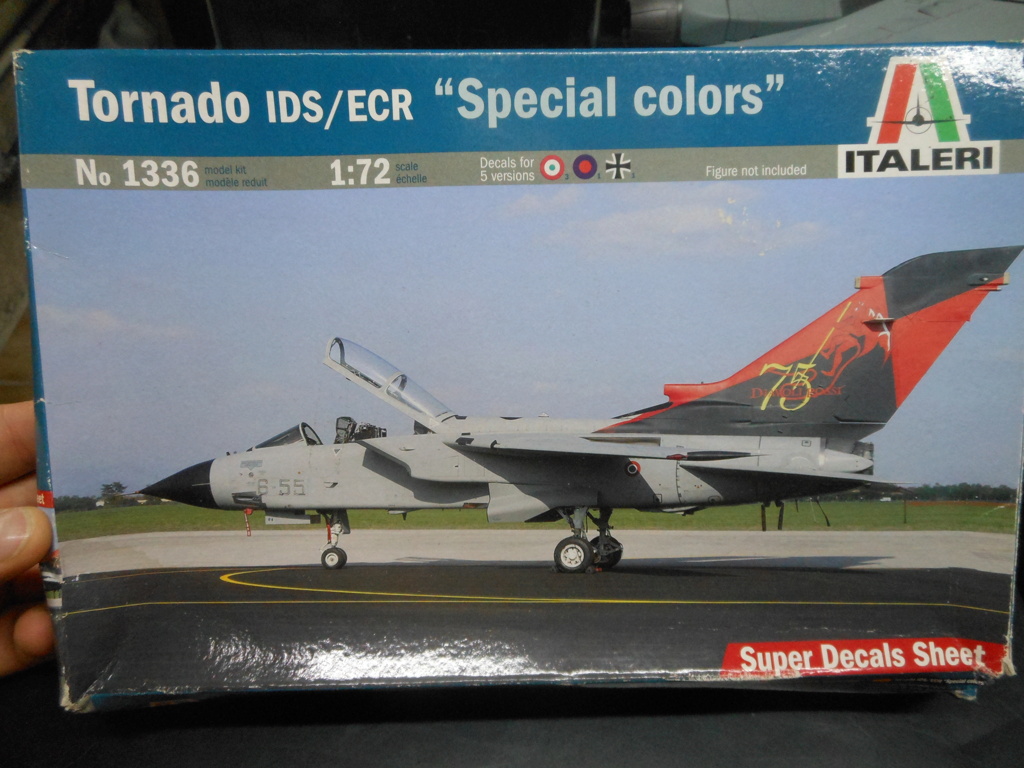 Tornado IDS/ECR "Special colors"
ITALERI
No 1336 model kit
modèle reduit
1:72 scale
échelle
Decals for
5 versions
Figure not included
75
6-55
Super Decals Sheet